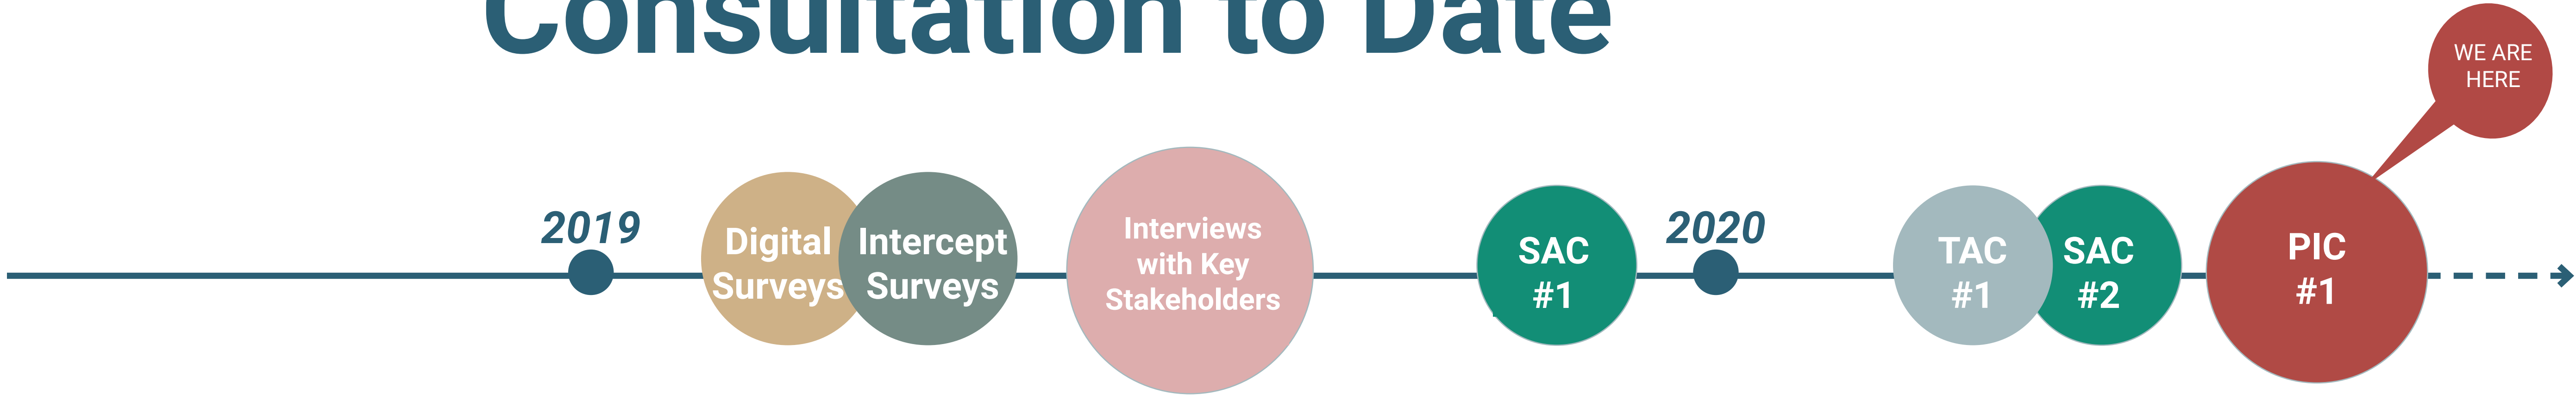 Consultation to Date
WE ARE
HERE
2019
Digital
Surveys
Intercept
Surveys
Interviews
with Key
Stakeholders
SAC
#1
2020
TAC
#1
SAC
#2
PIC
#1